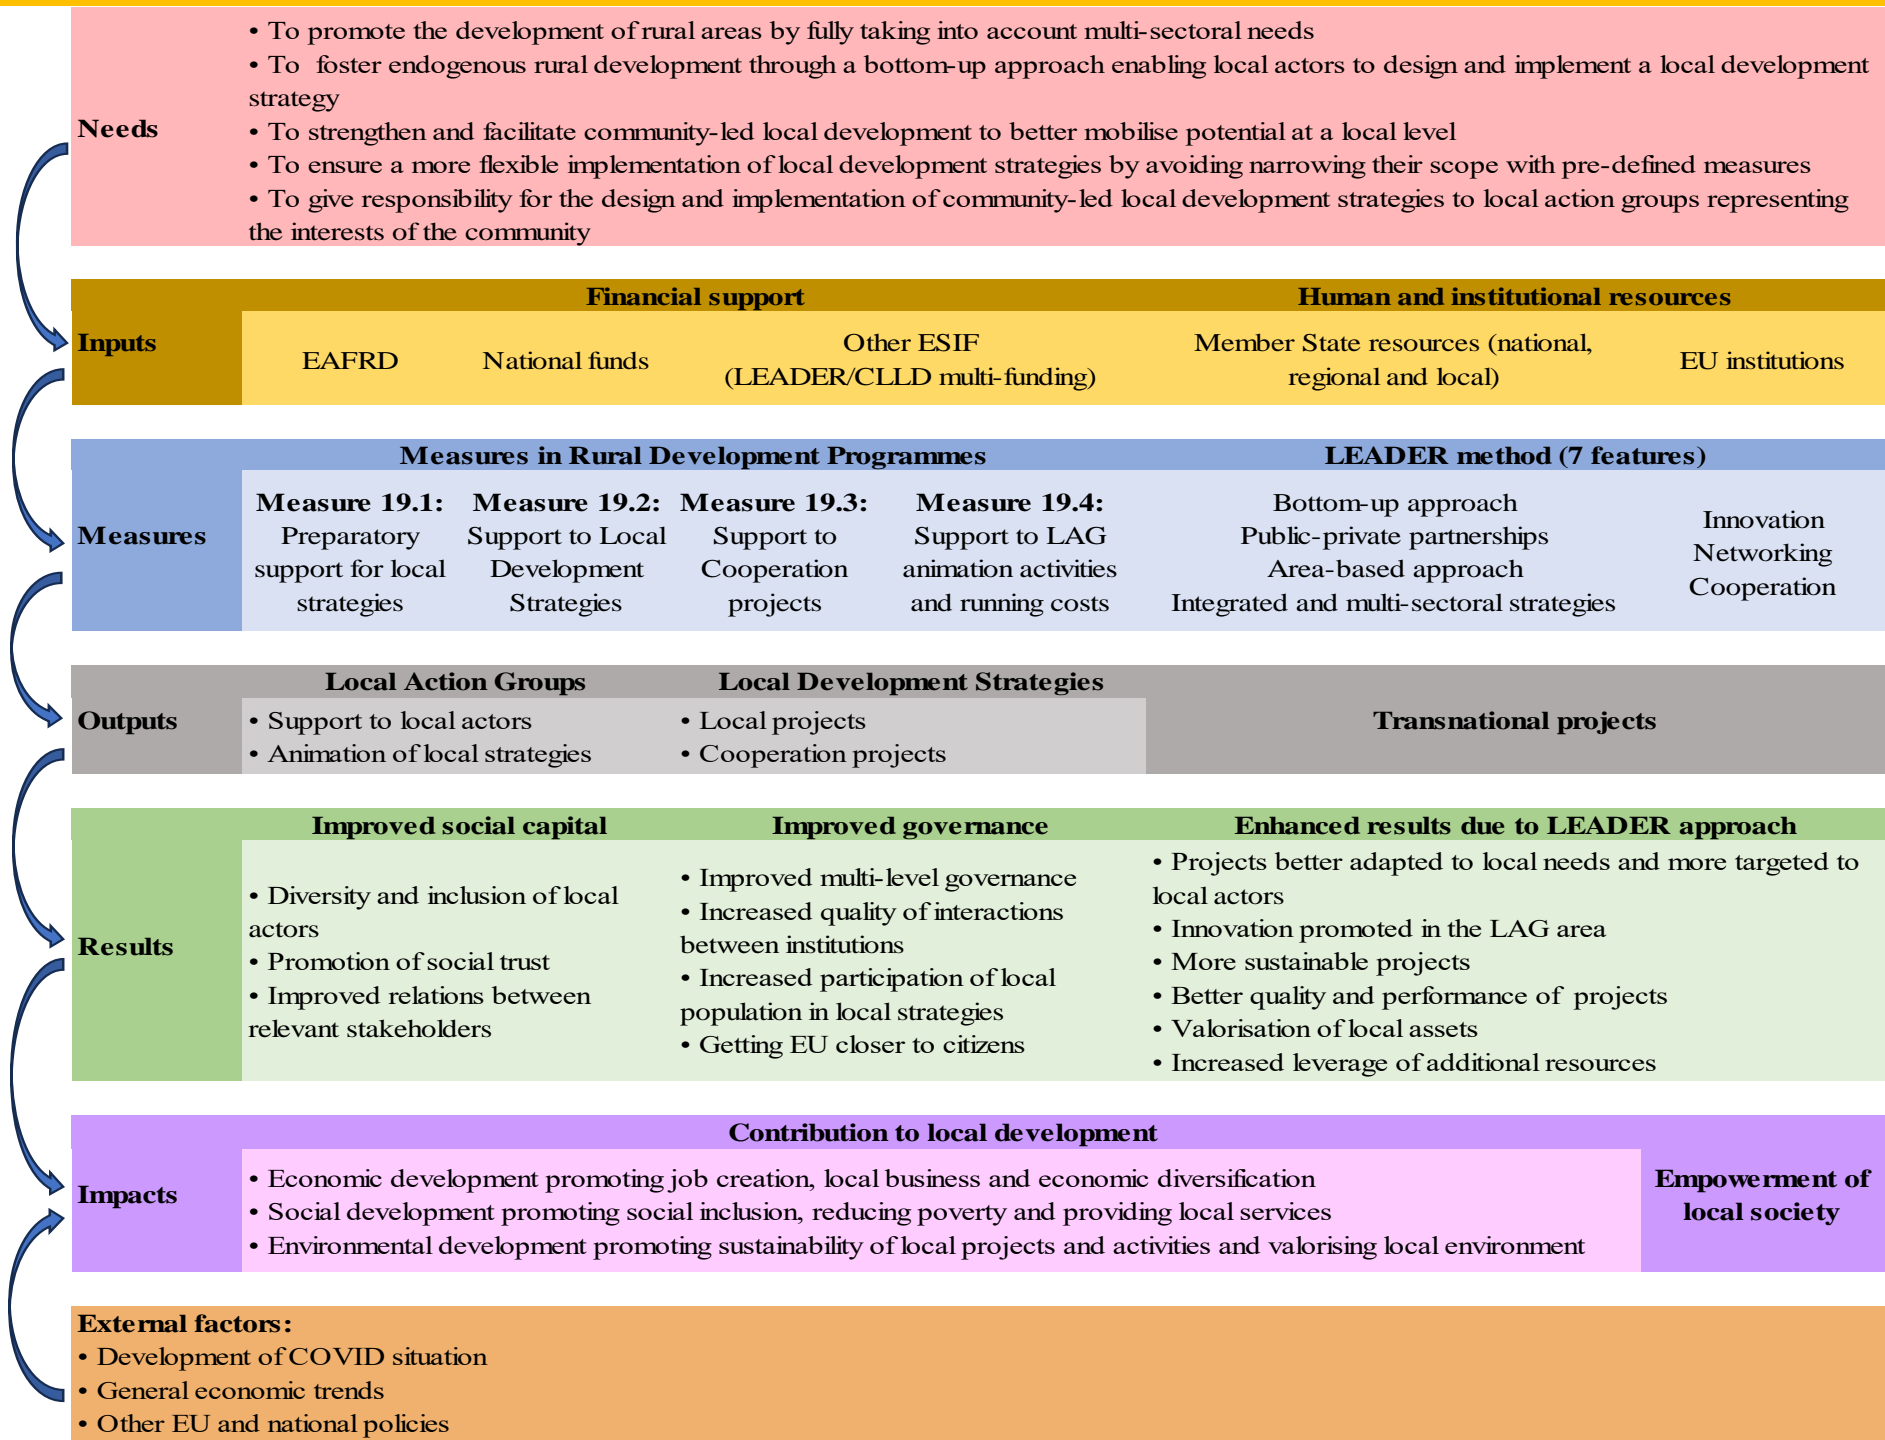 Needs
• To promote the development of rural areas by fully taking into account multi-sectoral needs
• To foster endogenous rural development through a bottom-up approach enabling local actors to design and implement a local development
strategy
• To strengthen and facilitate community-led local development to better mobilise potential at a local level
• To ensure a more flexible implementation of local development strategies by avoiding narrowing their scope with pre-defined measures
• To give responsibility for the design and implementation of community-led local development strategies to local action groups representing
the interests of the community
Inputs
Financial support
EAFRD
National funds
Other ESIF
(LEADER/CLLD multi-funding)
Human and institutional resources
Member State resources (national,
regional and local)
EU institutions
Measures
Measures in Rural Development Programmes
Measure 19.1:
Preparatory
support for local
strategies
Measure 19.2:
Support to Local
Development
Strategies
Measure 19.3:
Support to
Cooperation
projects
Measure 19.4:
Support to LAG
animation activities
and running costs
LEADER method (7 features)
Bottom-up approach
Public-private partnerships
Area-based approach
Integrated and multi-sectoral strategies
Innovation
Networking
Cooperation
Outputs
Local Action Groups
• Support to local actors
• Animation of local strategies
Local Development Strategies
• Local projects
• Cooperation projects
Transnational projects
Results
Improved social capital
• Diversity and inclusion of local
actors
• Promotion of social trust
• Improved relations between
relevant stakeholders
Improved governance
• Improved multi-level governance
• Increased quality of interactions
between institutions
• Increased participation of local
population in local strategies
• Getting EU closer to citizens
Enhanced results due to LEADER approach
• Projects better adapted to local needs and more targeted to
local actors
• Innovation promoted in the LAG area
• More sustainable projects
• Better quality and performance of projects
• Valorisation of local assets
• Increased leverage of additional resources
Impacts
Contribution to local development
• Economic development promoting job creation, local business and economic diversification
• Social development promoting social inclusion, reducing poverty and providing local services
• Environmental development promoting sustainability of local projects and activities and valorising local environment
Empowerment of
local society
External factors:
• Development of COVID situation
• General economic trends
• Other EU and national policies